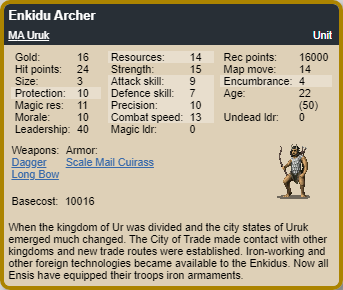 Enkidu Archer
MA Uruk Unit
Gold: 16 Resources: 14 Rec points: 16000
Hit points: 24 Strength: 15 Map move: 14
Size: 3 Attack skill: 9 Encumbrance: 4
Protection: 10 Defence skill: 7 Age: 22
Magic res: 11 Precision: 10 (50)
Morale: 10 Combat speed: 13 Undead ldr: 0
Leadership: 40 Magic ldr: 0
Weapons: Armor:
Dagger Scale Mail Cuirass
Long Bow
Basecost: 10016
When the kingdom of Ur was divided and the city states of Uruk
emerged much changed. The City of Trade made contact with other
kingdoms and new trade routes were established. Iron-working and
other foreign technologies became available to the Enkidus. Now all
Ensis have equipped their troops iron armaments.